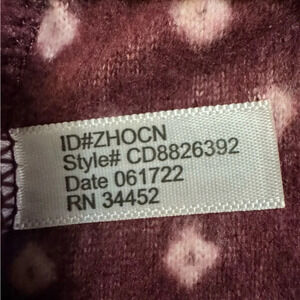 ID#ZHOCN
Style# CD8826392
Date 061722
RN 34452